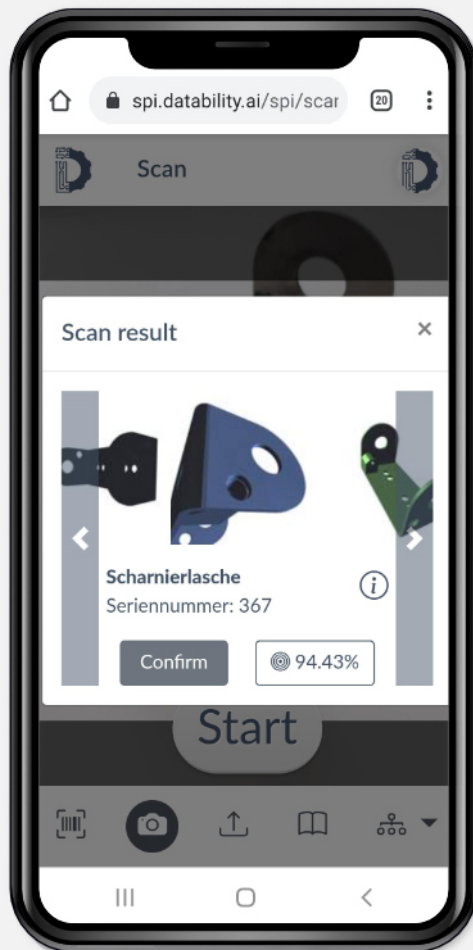 spi.datability.ai/spi/scar
20
Scan
Scan result
×
Scharnierlasche
Seriennummer: 367
Confirm
94.43%
Start